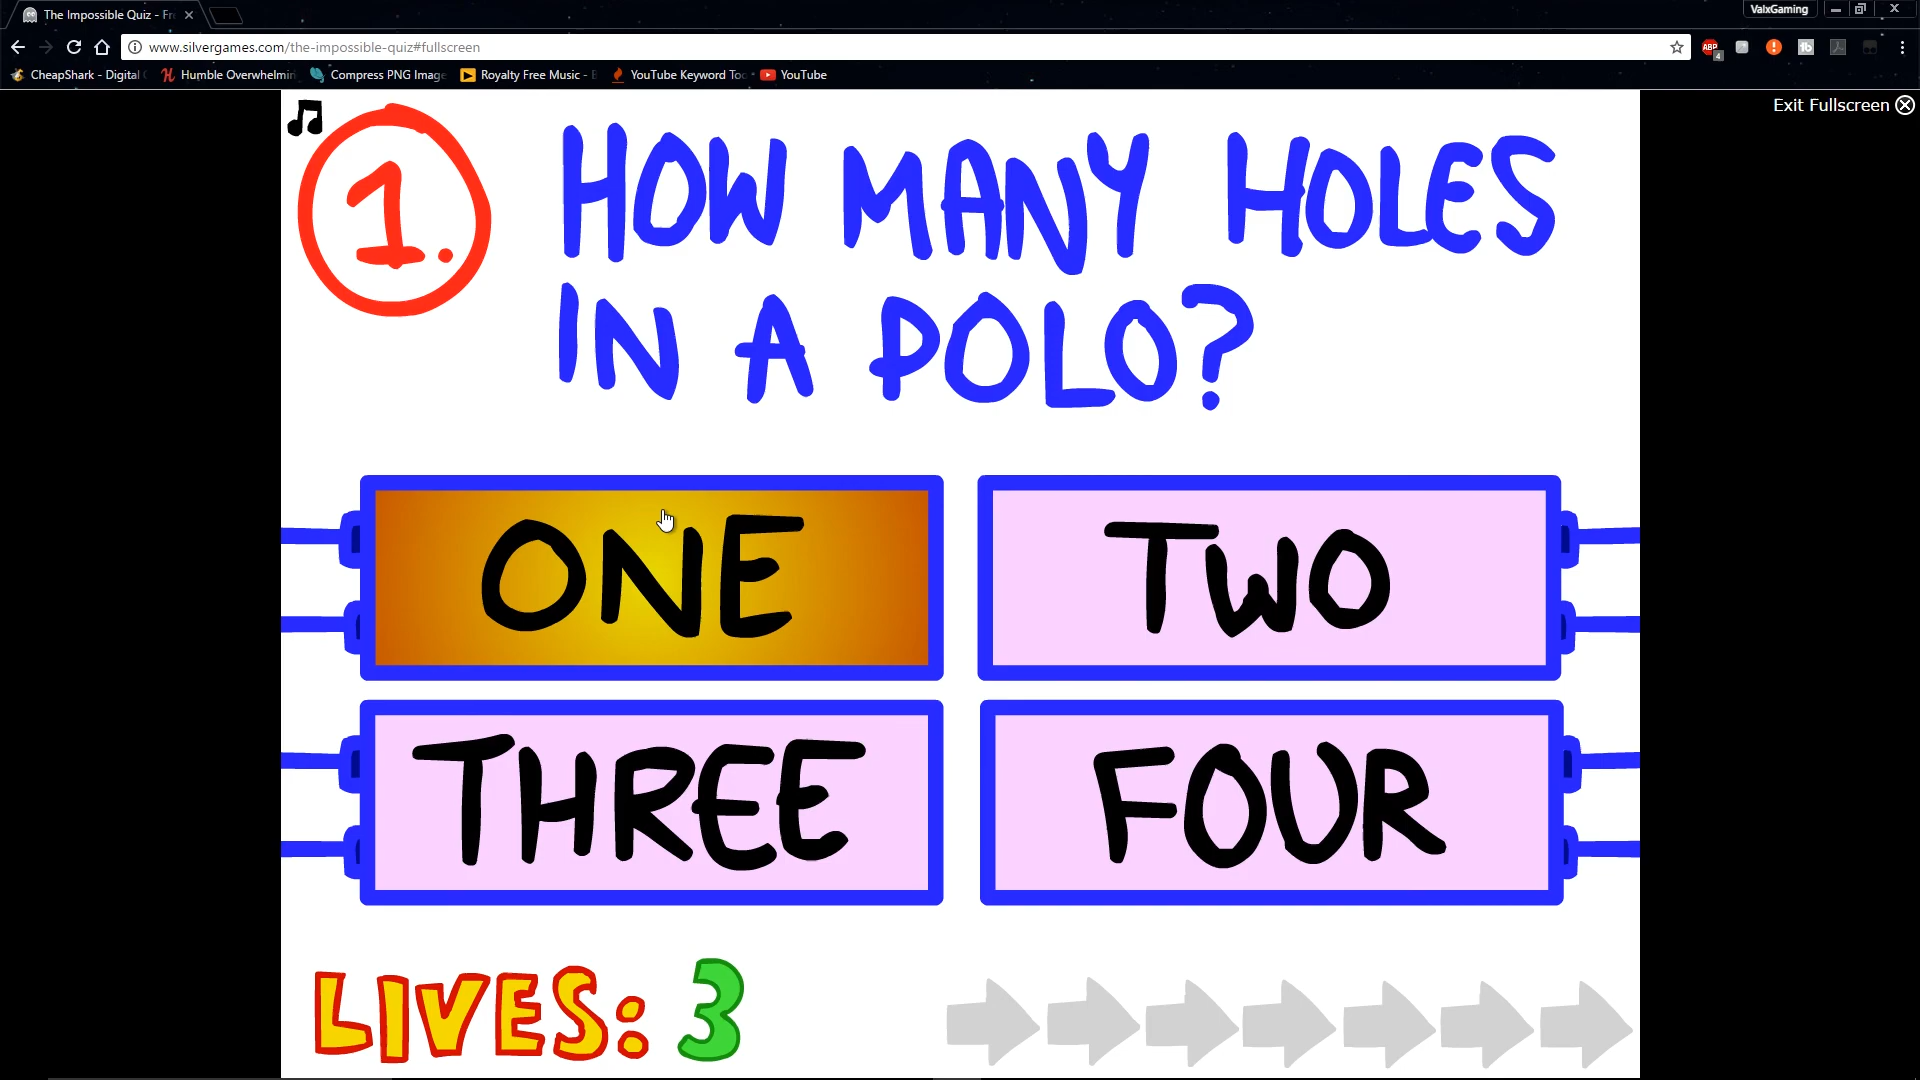 The Impossible Quiz - Fr
ValxGaming
www.silvergames.com/the-impossible-quiz#fullscreen
ABP
4
CheapShark - Digital
Humble Overwhelmin
Compress PNG Image
Royalty Free Music -
YouTube Keyword Too
YouTube
Exit Fullscreen
1.
HOW MANY HOLES
IN A POLO?
ONE
TWO
THREE
FOUR
LIVES: 3